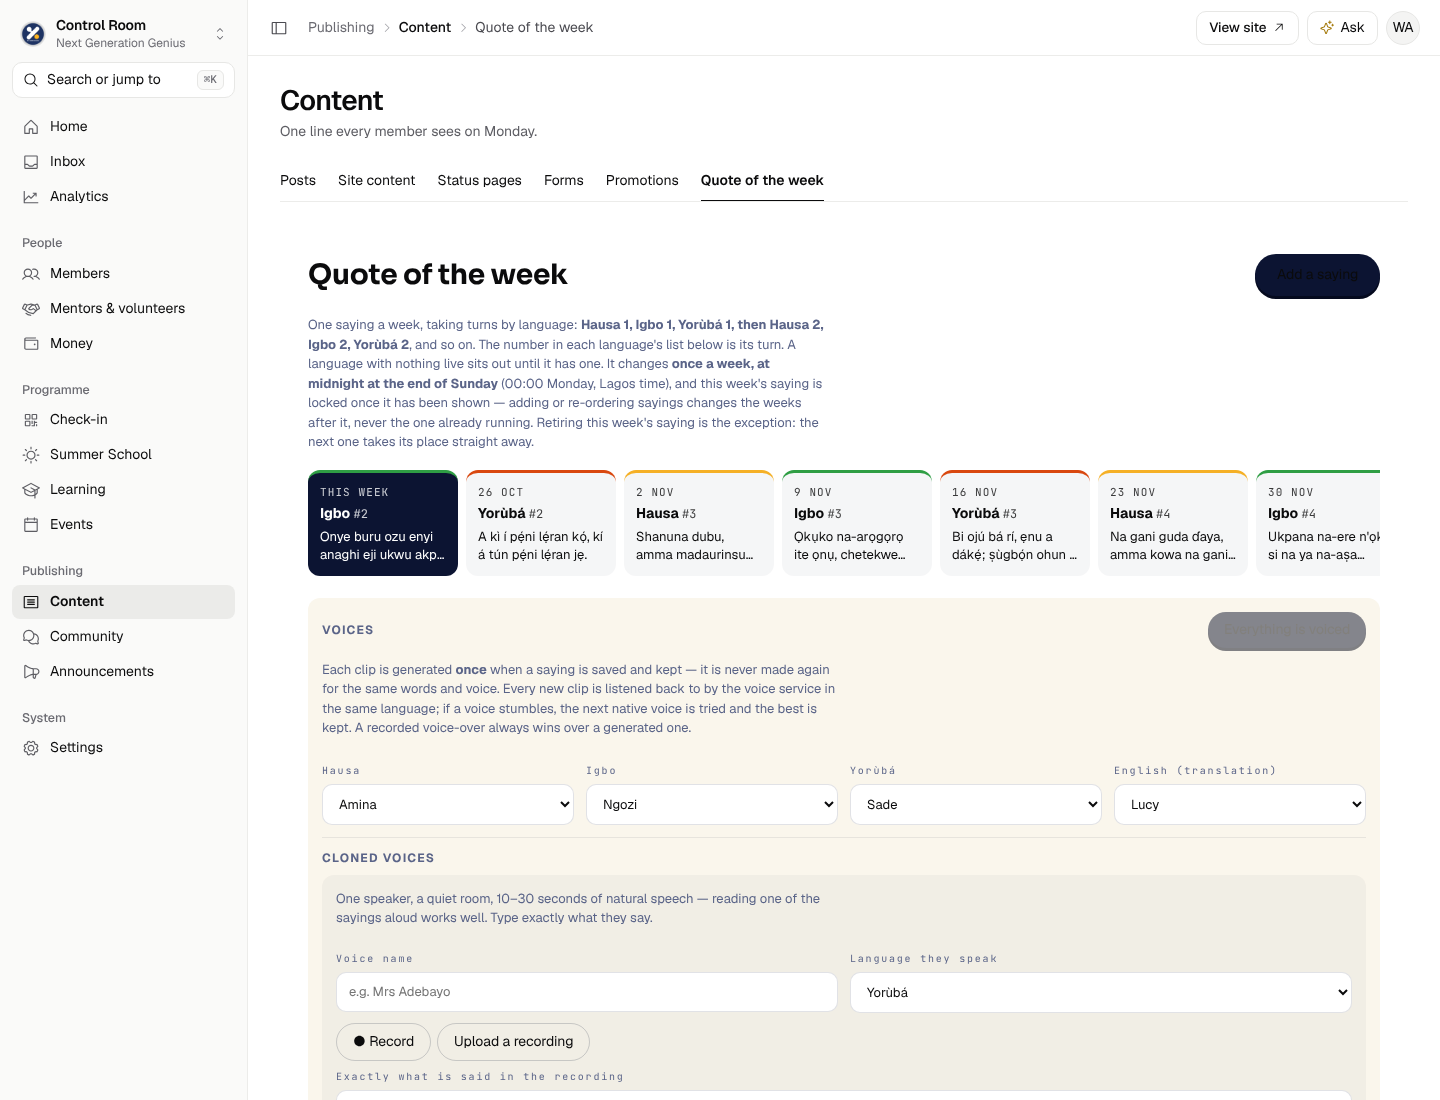 Control Room
Next Generation Genius
Search or jump to ⌘K
Home
Inbox
Analytics
People
Members
Mentors & volunteers
Money
Programme
Check-in
Summer School
Learning
Events
Publishing
Content
Community
Announcements
System
Settings
Publishing > Content > Quote of the week
View site
Ask
WA
Content
One line every member sees on Monday.
Posts Site content Status pages Forms Promotions Quote of the week
Quote of the week
Add a saying
One saying a week, taking turns by language: Hausa 1, Igbo 1, Yorùbá 1, then Hausa 2,
Igbo 2, Yorùbá 2, and so on. The number in each language's list below is its turn. A
language with nothing live sits out until it has one. It changes once a week, at
midnight at the end of Sunday (00:00 Monday, Lagos time), and this week's saying is
locked once it has been shown — adding or re-ordering sayings changes the weeks
after it, never the one already running. Retiring this week's saying is the exception: the
next one takes its place straight away.
THIS WEEK
Igbo #2
Onye buru ozu enyi
anaghi eji ukwu akp…
26 OCT
Yorùbá #2
A kì í pẹ́ni lẹ́ran kọ́, kí
á tún pẹ́ni lẹ́ran jẹ.
2 NOV
Hausa #3
Shanuna dubu,
amma madaurinsu…
9 NOV
Igbo #3
Ọkụko na-arọgọrọ
ite ọnụ, chetekwe…
16 NOV
Yorùbá #3
Bi ojú bá rí, ẹnu a
dákẹ́; ṣùgbọ́n ohun …
23 NOV
Hausa #4
Na gani guda ɗaya,
amma kowa na gani…
30 NOV
Igbo #4
Ukpana na-ere n'ọk
si na ya na-aṣa…
VOICES
Everything is voiced
Each clip is generated once when a saying is saved and kept — it is never made again
for the same words and voice. Every new clip is listened back to by the voice service in
the same language; if a voice stumbles, the next native voice is tried and the best is
kept. A recorded voice-over always wins over a generated one.
Hausa
Amina
Igbo
Ngozi
Yorùbá
Sade
English (translation)
Lucy
CLONED VOICES
One speaker, a quiet room, 10–30 seconds of natural speech — reading one of the
sayings aloud works well. Type exactly what they say.
Voice name
e.g. Mrs Adebayo
Language they speak
Yorùbá
Record
Upload a recording
Exactly what is said in the recording